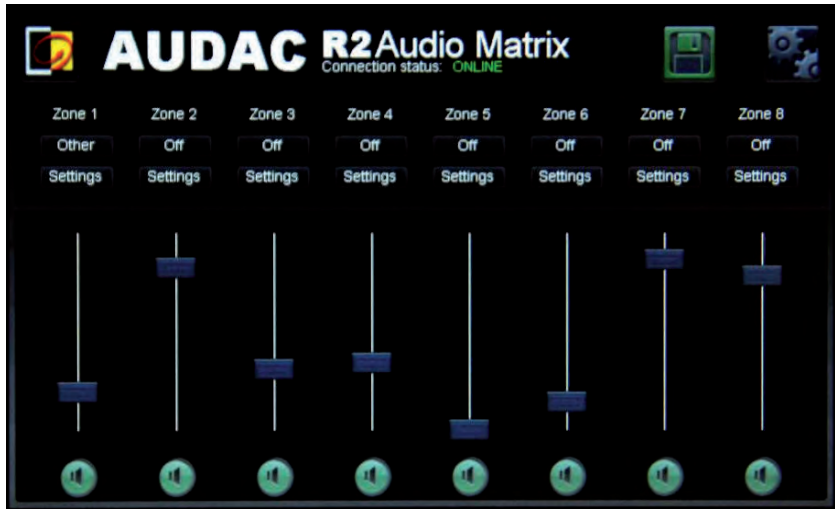 AUDAC R2 Audio Matrix
Connection status: ONLINE
Zone 1 Zone 2 Zone 3 Zone 4 Zone 5 Zone 6 Zone 7 Zone 8
Other Off Off Off Off Off Off Off
Settings Settings Settings Settings Settings Settings Settings Settings